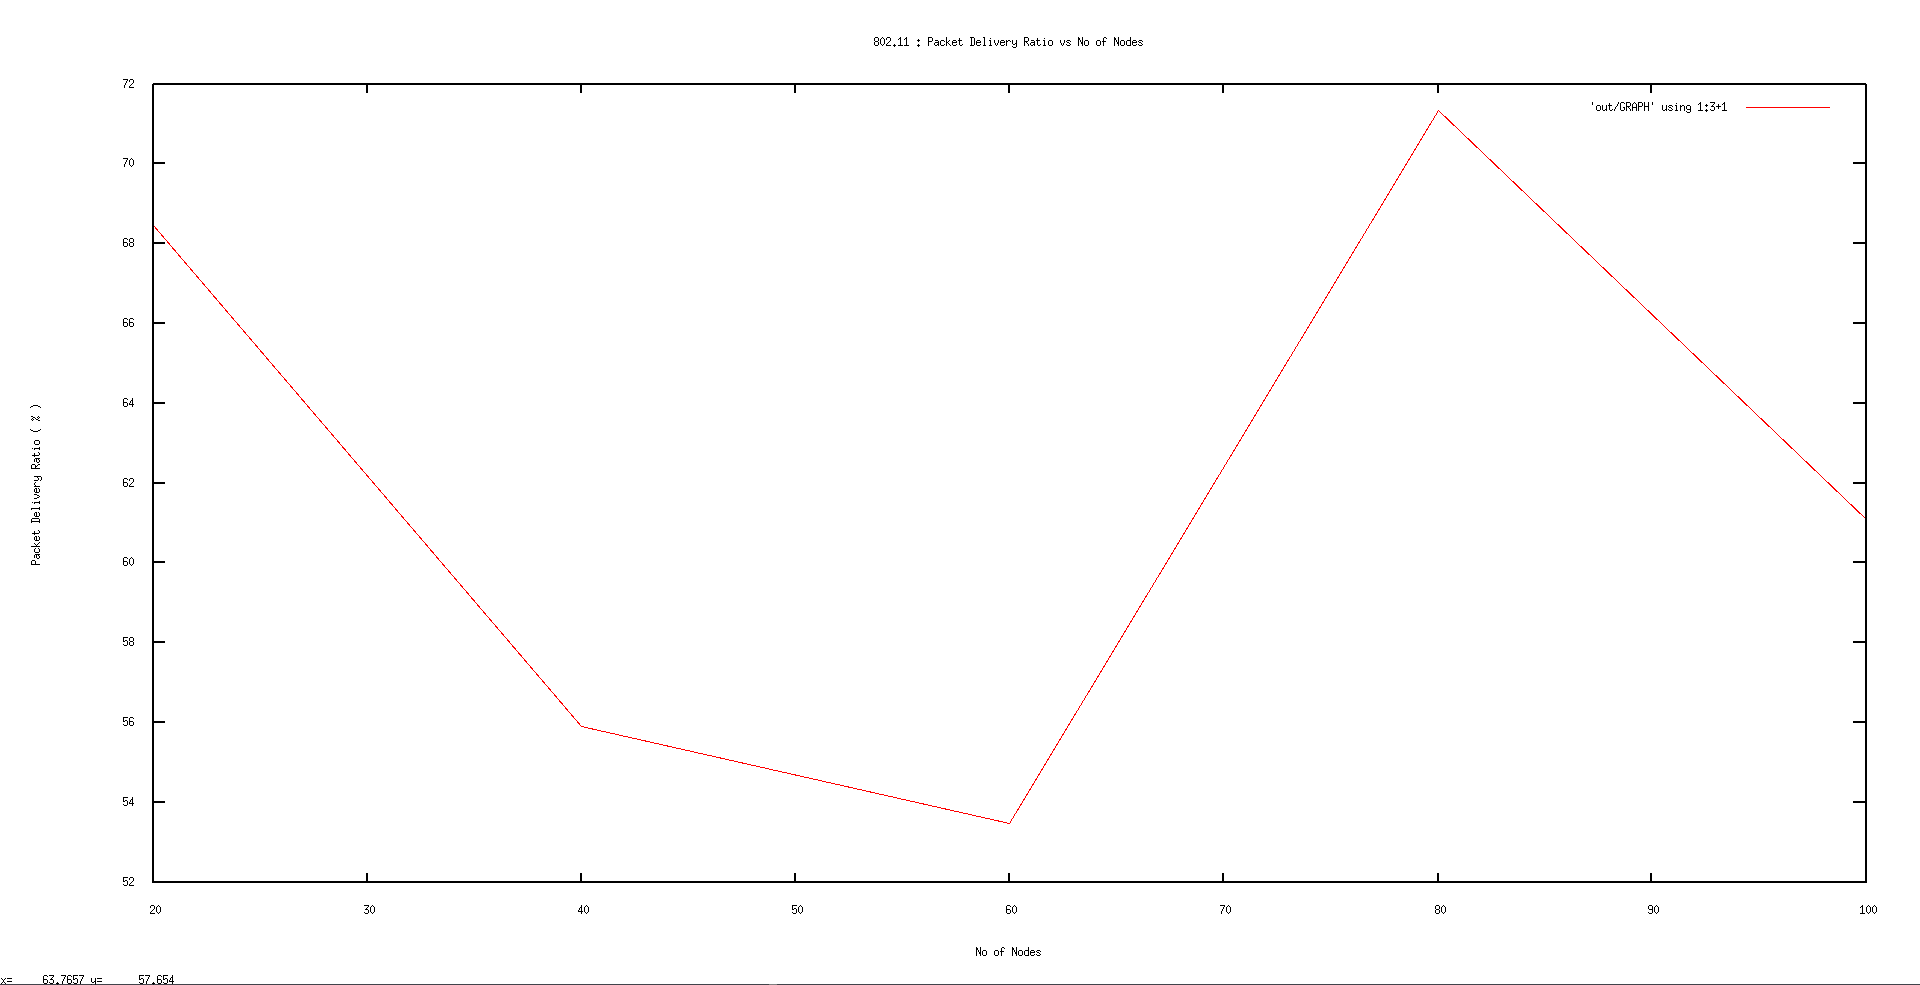 802.11 : Packet Delivery Ratio vs No of Nodes
'out/GRAPH' using 1:3+1
72
70
68
66
64
62
60
58
56
54
52
Packet Delivery Ratio ( % )
20 30 40 50 60 70 80 90 100
No of Nodes
x= 63.7657 y= 57.654